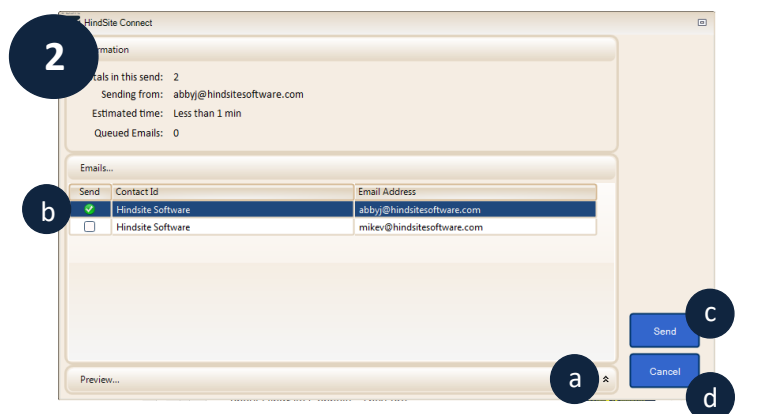 HindSite Connect
2
Totals in this send: 2
Sending from: abbyj@hindsitesoftware.com
Estimated time: Less than 1 min
Queued Emails: 0
Emails...
Send Contact Id Email Address
b
Hindsite Software abbyj@hindsitesoftware.com
Hindsite Software mikev@hindsitesoftware.com
c
Send
Preview...
a
Cancel
d